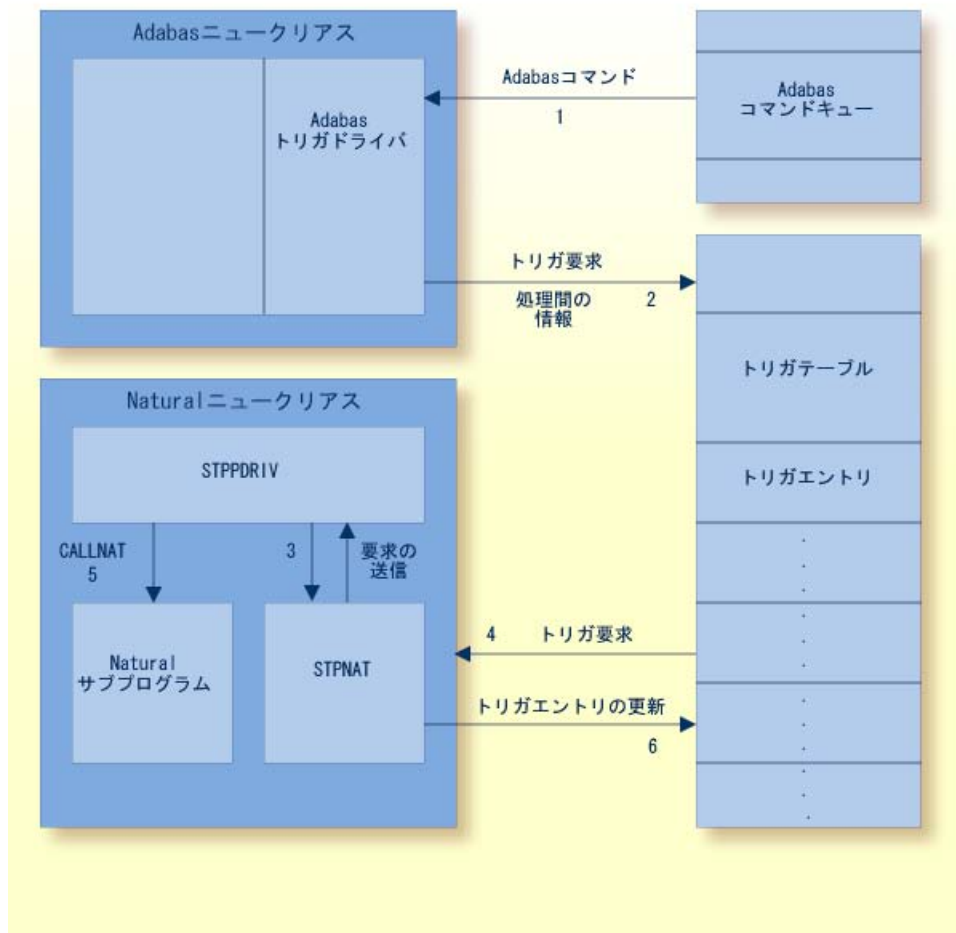 Adabasニュークリアス
Adabasコマンド
1
Adabas
コマンドキュー
Adabas
トリガドライバ
トリガ要求
処理間の
情報
2
トリガテーブル
Naturalニュークリアス
STPPDRIV
トリガエントリ
CALLNAT
5
3
要求の
送信
4 トリガ要求
Natural
サブプログラム
STPNAT
トリガエントリの更新
6